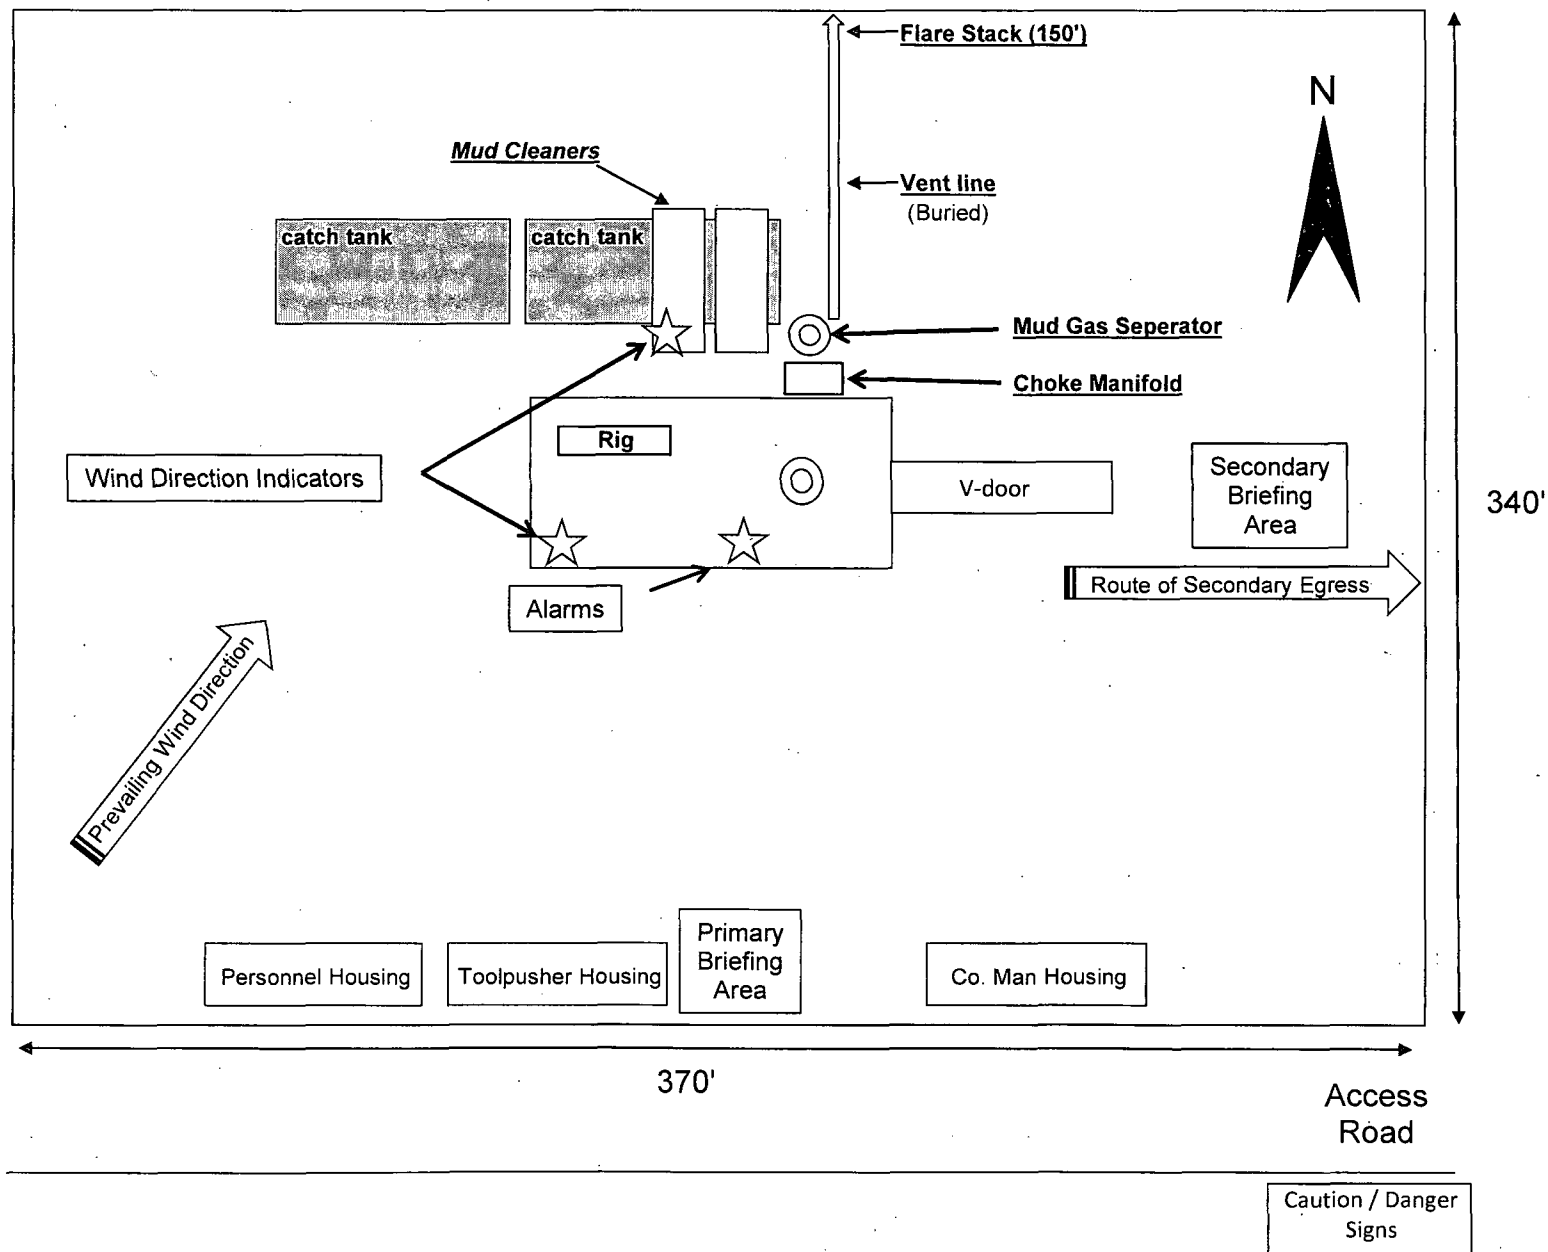 Flare Stack (150')
N
Mud Cleaners
Vent line
(Buried)
catch tank
catch tank
Mud Gas Seperator
Choke Manifold
Rig
Wind Direction Indicators
V-door
Secondary
Briefing
Area
340'
Route of Secondary Egress
Alarms
Prevailing Wind Direction
Primary
Briefing
Area
Personnel Housing
Toolpusher Housing
Co. Man Housing
370'
Access
Road
Caution / Danger
Signs